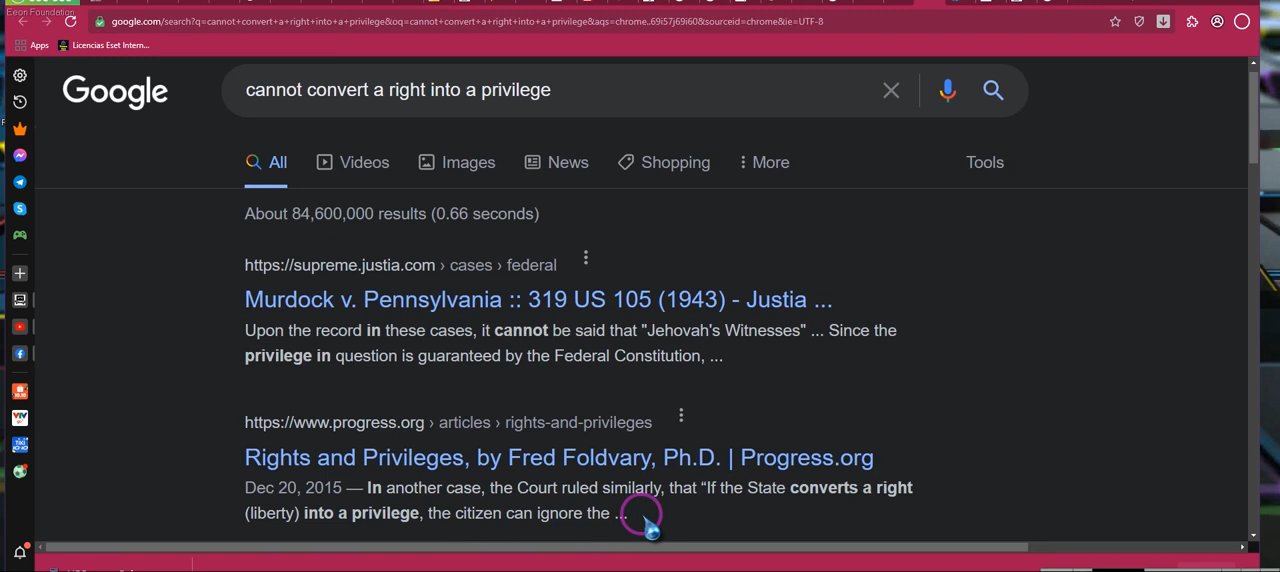 Eeon Foundation
google.com/search?q=cannot+convert+a+right+into+a+privilege&oq=cannot+convert+a+right+into+a+privilege&aqs=chrome..69i57j69i60&sourceid=chrome&ie=UTF-8
Apps Licencias Eset Intern...
Google
cannot convert a right into a privilege
All Videos Images News Shopping More Tools
About 84,600,000 results (0.66 seconds)
https://supreme.justia.com › cases › federal
Murdock v. Pennsylvania :: 319 US 105 (1943) - Justia ...
Upon the record in these cases, it cannot be said that "Jehovah's Witnesses" ... Since the
privilege in question is guaranteed by the Federal Constitution, ...
https://www.progress.org › articles › rights-and-privileges
Rights and Privileges, by Fred Foldvary, Ph.D. | Progress.org
Dec 20, 2015 — In another case, the Court ruled similarly, that “If the State converts a right
(liberty) into a privilege, the citizen can ignore the ...